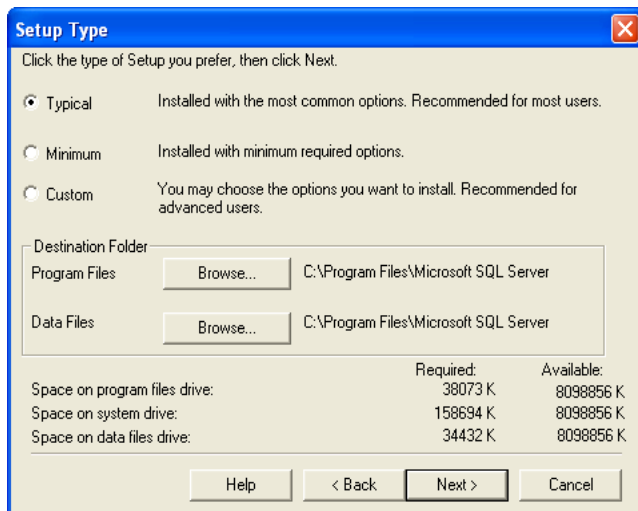 Setup Type
Click the type of Setup you prefer, then click Next.
Typical Installed with the most common options. Recommended for most users.
Minimum Installed with minimum required options.
Custom You may choose the options you want to install. Recommended for
advanced users.
Destination Folder
Program Files Browse... C:\Program Files\Microsoft SQL Server
Data Files Browse... C:\Program Files\Microsoft SQL Server
Required: Available:
Space on program files drive: 38073 K 8098856 K
Space on system drive: 158694 K 8098856 K
Space on data files drive: 34432 K 8098856 K
Help < Back Next > Cancel